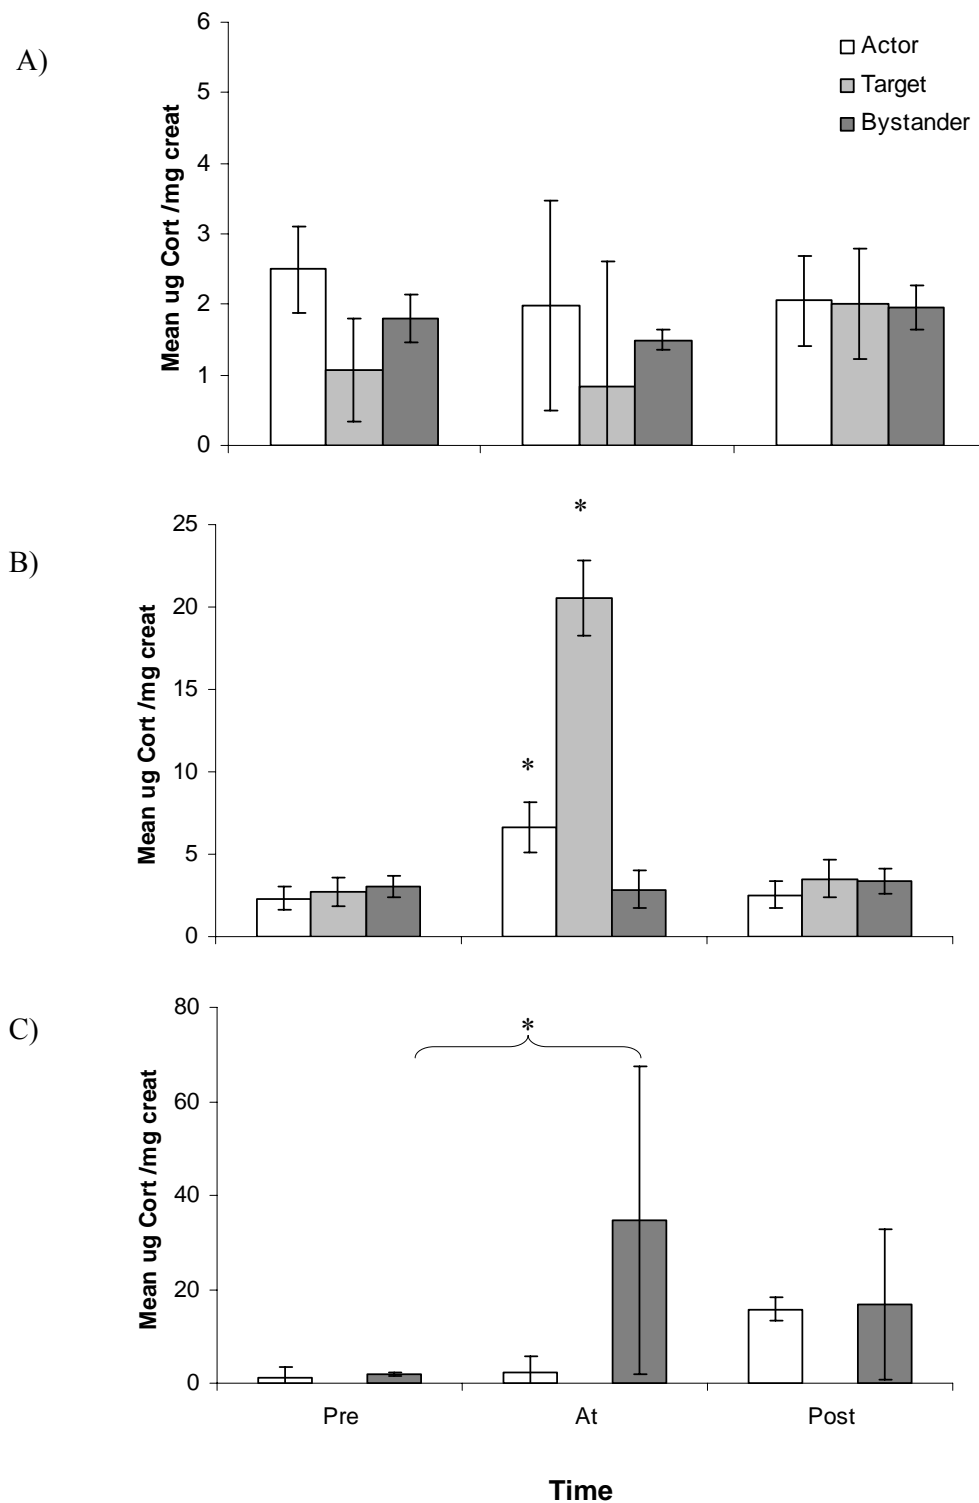 A)
Mean ug Cort /mg creat
6
5
4
3
2
1
0
Actor
Target
Bystander
B)
Mean ug Cort /mg creat
25
20
15
10
5
0
*
*
C)
Mean ug Cort /mg creat
80
60
40
20
0
*
Pre At Post
Time